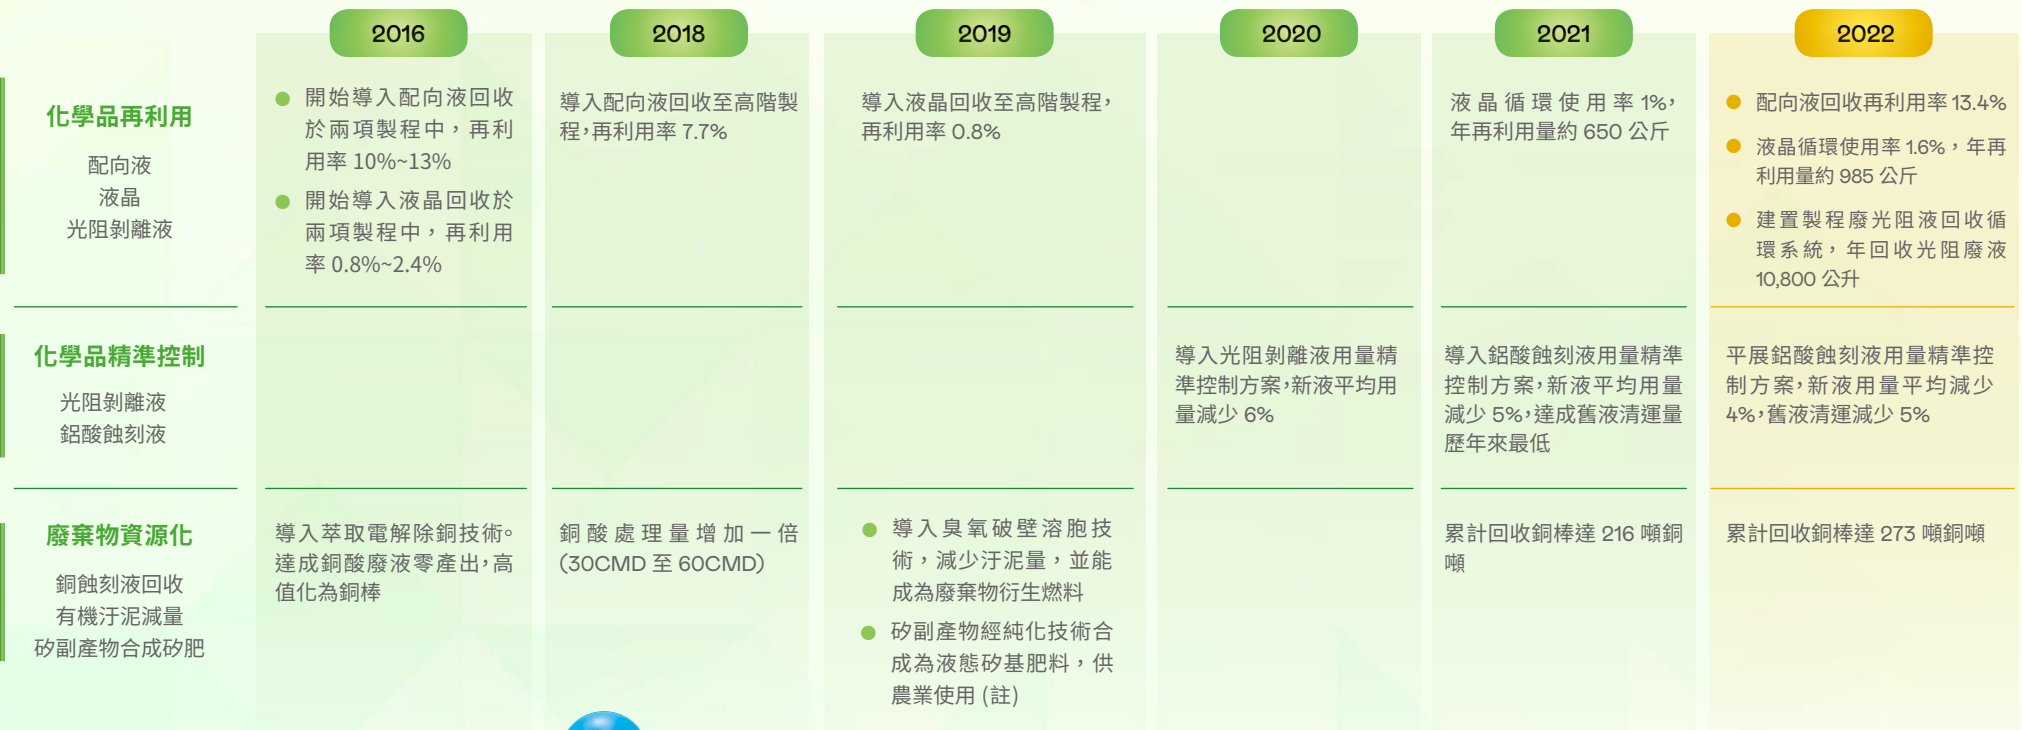 2016
2018
2019
2020
2021
2022
化學品再利用
配向液
液晶
光阻剝離液
開始導入配向液回收
於兩項製程中，再利
用率 10%~13%
開始導入液晶回收於
兩項製程中，再利用
率 0.8%~2.4%
導入配向液回收至高階製
程，再利用率 7.7%
導入液晶回收至高階製程，
再利用率 0.8%
液晶循環使用率 1%，
年再利用量約 650 公斤
配向液回收再利用率 13.4%
液晶循環使用率 1.6%，年再
利用量約 985 公斤
建置製程廢光阻液回收循
環系統，年回收光阻廢液
10,800 公升
化學品精準控制
光阻剝離液
鋁酸蝕刻液
導入光阻剝離液用量精
準控制方案，新液平均用
量減少 6%
導入鋁酸蝕刻液用量精準
控制方案，新液平均用量
減少 5%，達成舊液清運量
歷年來最低
平展鋁酸蝕刻液用量精準控
制方案，新液用量平均減少
4%，舊液清運減少 5%
廢棄物資源化
銅蝕刻液回收
有機汙泥減量
矽副產物合成矽肥
導入萃取電解除銅技術。
達成銅酸廢液零產出，高
值化為銅棒
銅酸處理量增加一倍
(30CMD 至 60CMD)
導入臭氧破壁溶胞技
術，減少汙泥量，並能
成為廢棄物衍生燃料
矽副產物經純化技術合
成為液態矽基肥料，供
農業使用 (註)
累計回收銅棒達 216 噸銅
噸
累計回收銅棒達 273 噸銅噸